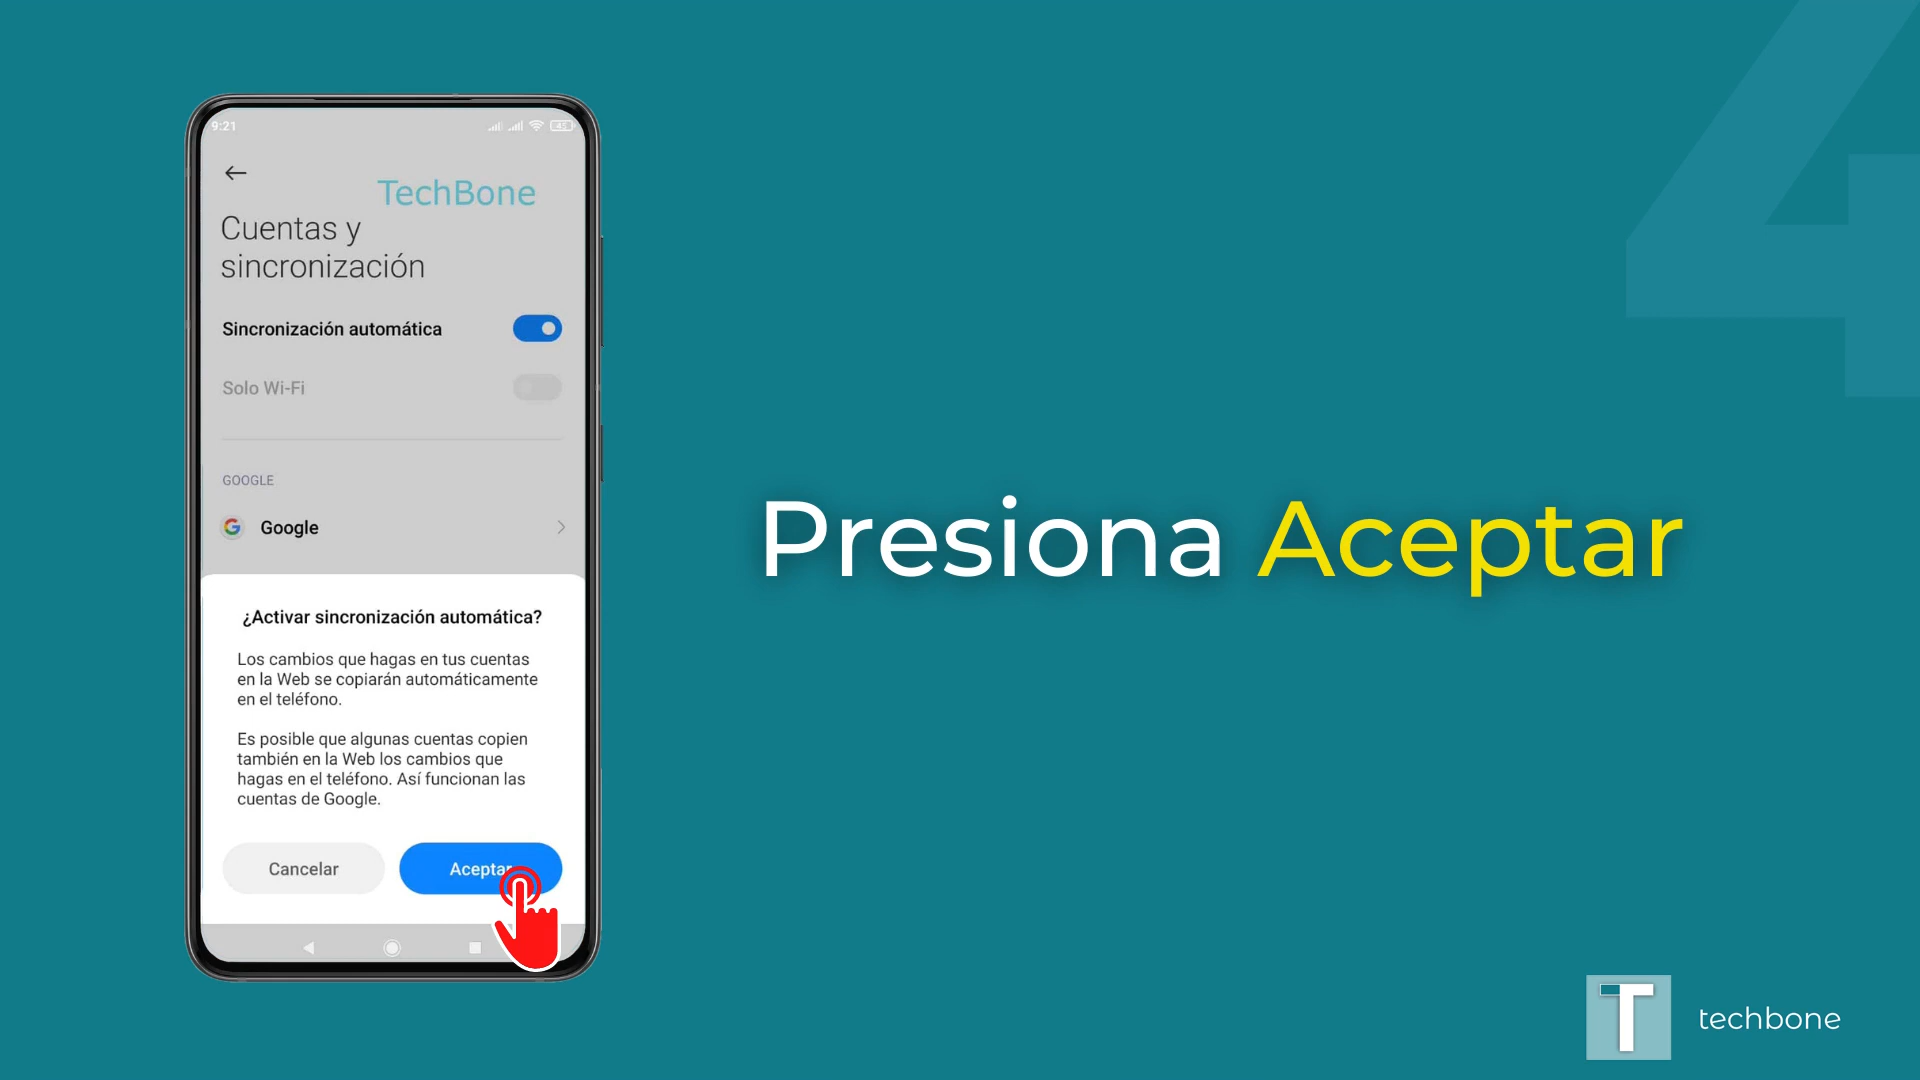 4
9:21
45
TechBone
Cuentas y
sincronización
Sincronización automática
Solo Wi-Fi
GOOGLE
Google
¿Activar sincronización automática?
Los cambios que hagas en tus cuentas
en la Web se copiarán automáticamente
en el teléfono.
Es posible que algunas cuentas copien
también en la Web los cambios que
hagas en el teléfono. Así funcionan las
cuentas de Google.
Cancelar
Aceptar
Presiona Aceptar
T techbone